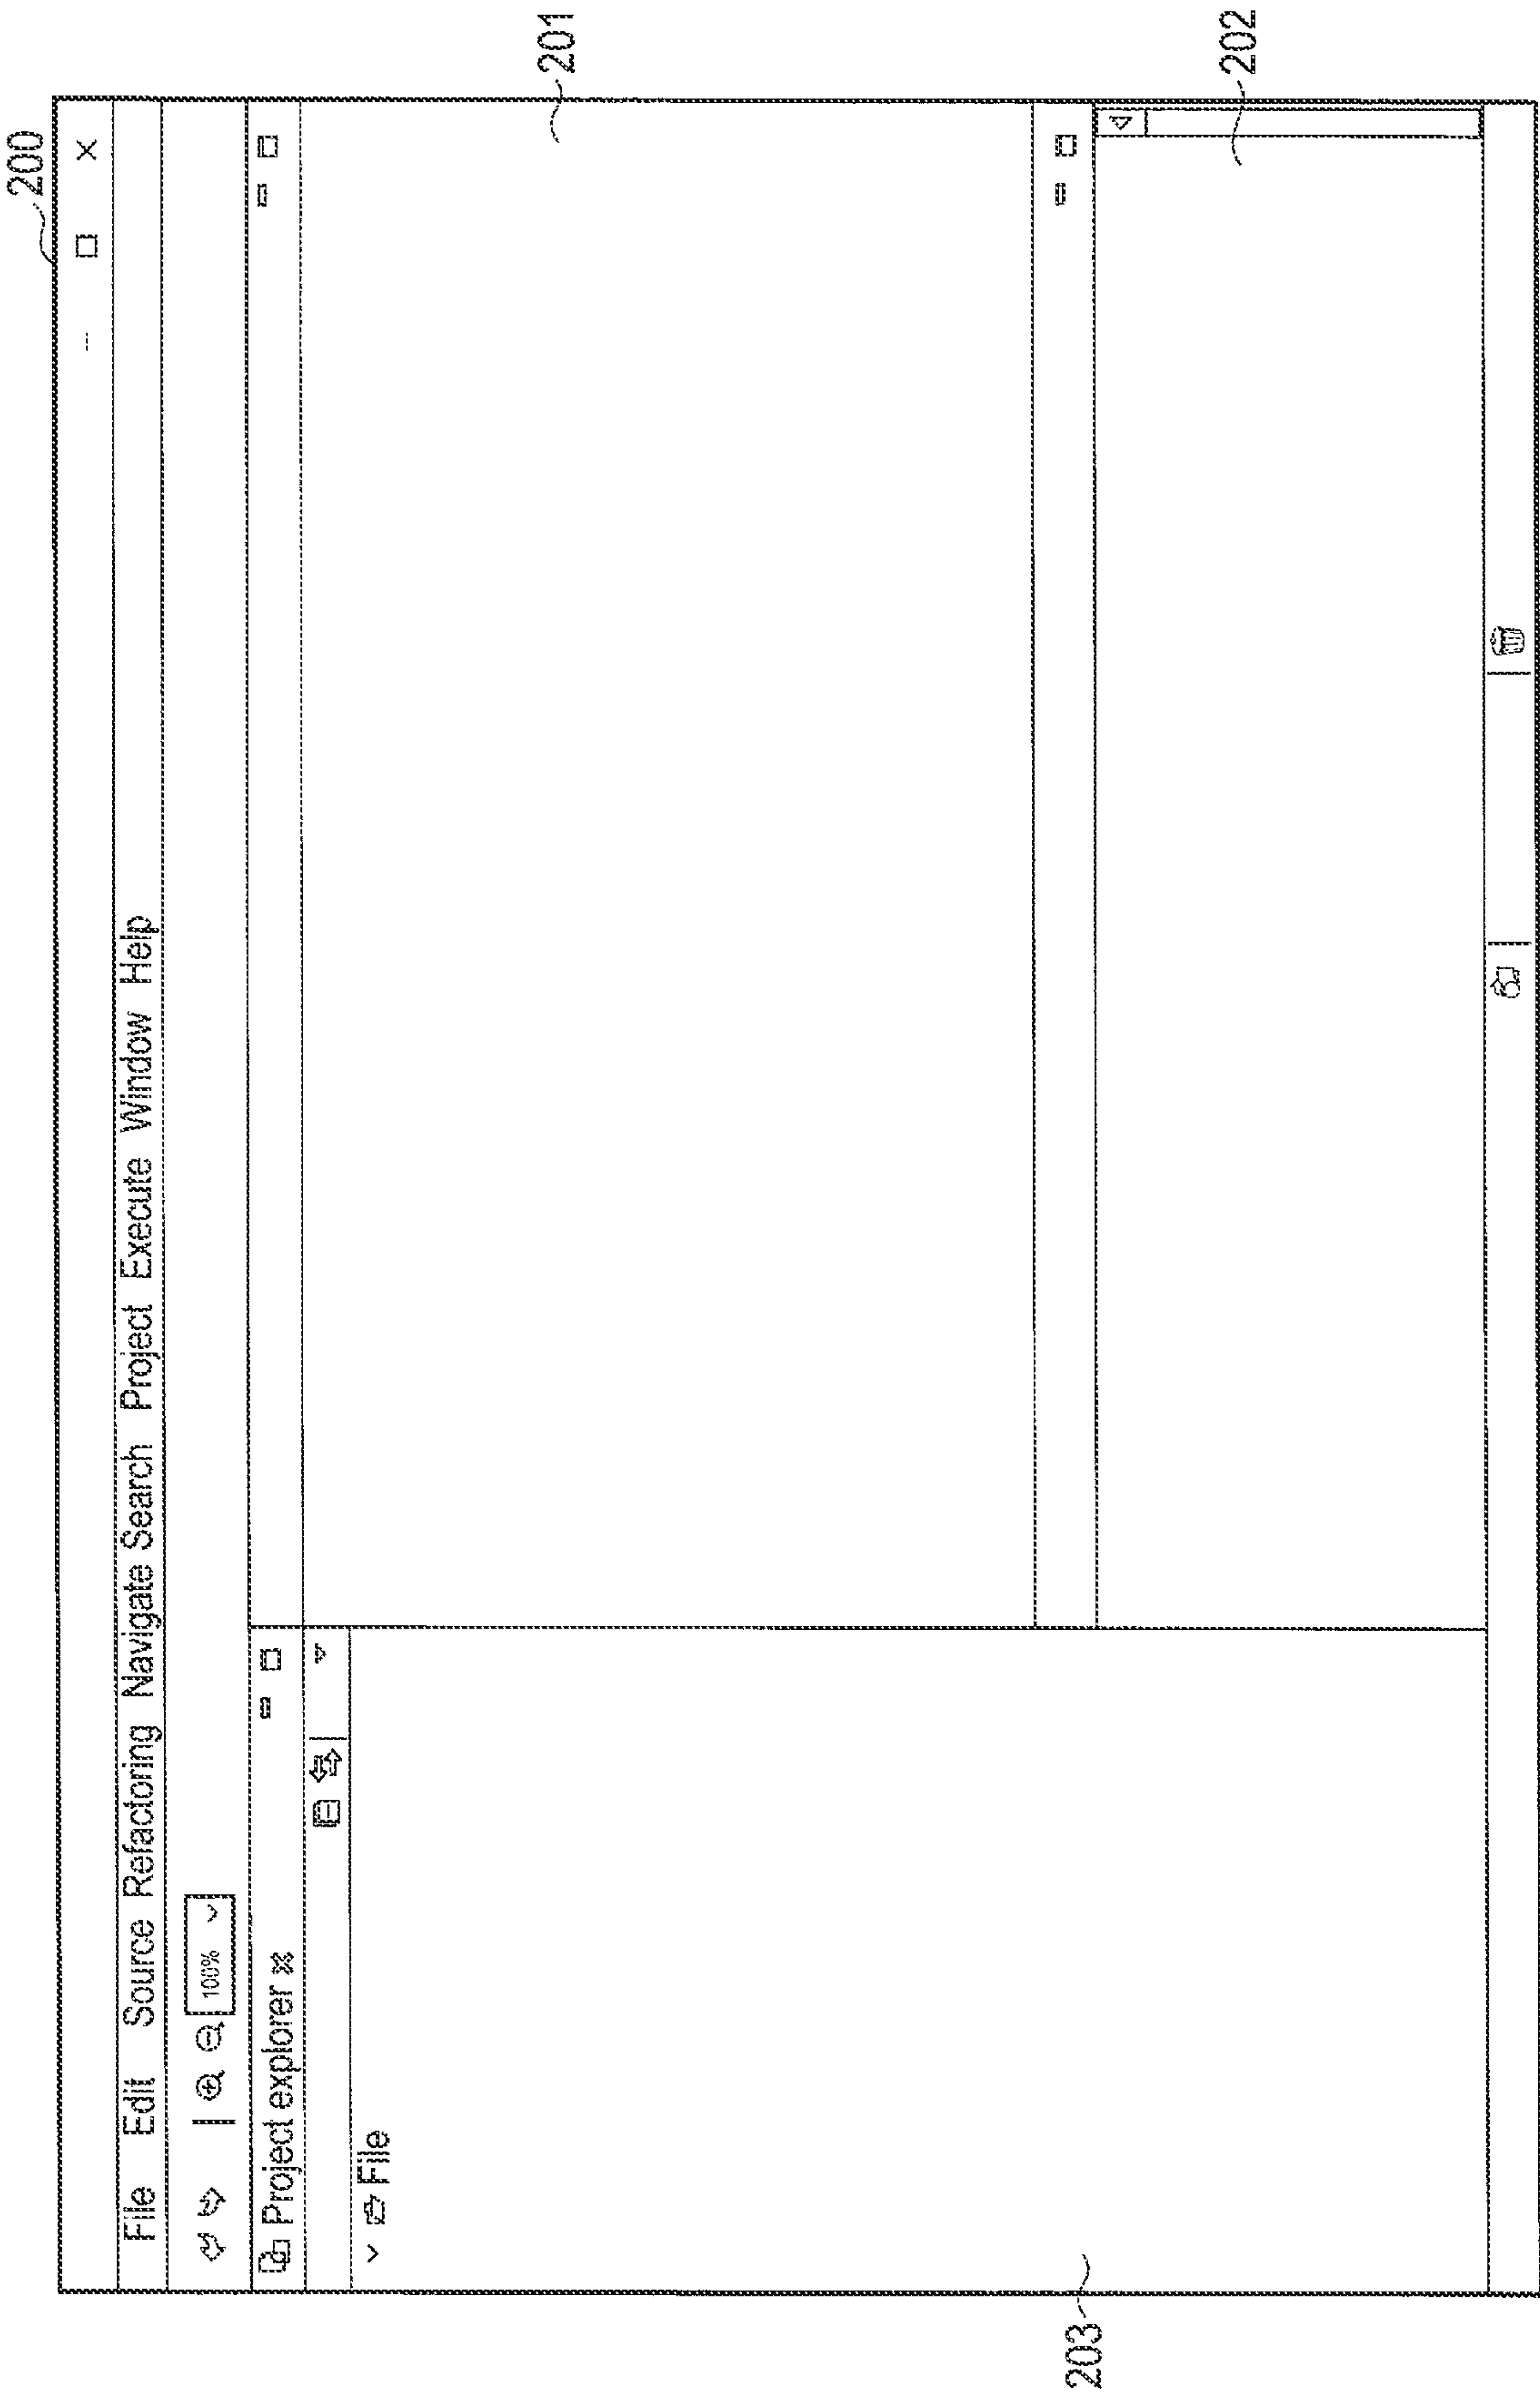 200
File Edit Source Refactoring Navigate Search Project Execute Window Help
100%
Project explorer
File
201
202
203